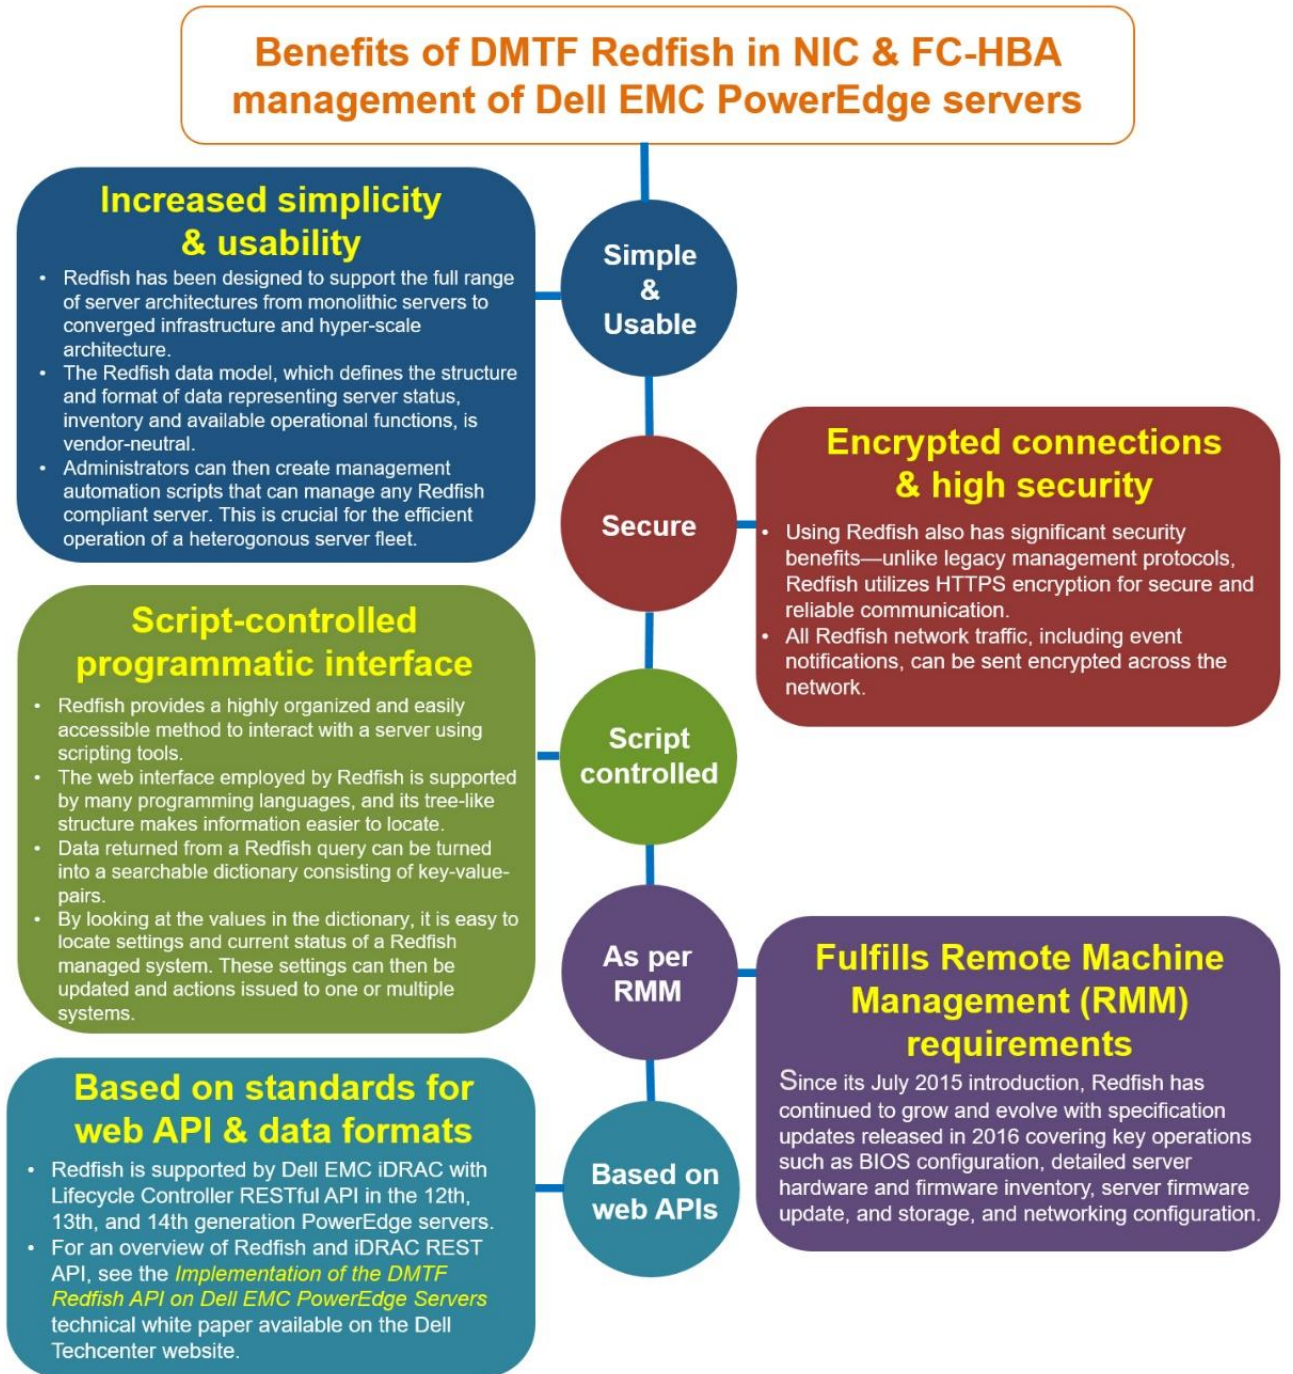 Benefits of DMTF Redfish in NIC & FC-HBA
management of Dell EMC PowerEdge servers
Increased simplicity
& usability
• Redfish has been designed to support the full range
of server architectures from monolithic servers to
converged infrastructure and hyper-scale
architecture.
• The Redfish data model, which defines the structure
and format of data representing server status,
inventory and available operational functions, is
vendor-neutral.
• Administrators can then create management
automation scripts that can manage any Redfish
compliant server. This is crucial for the efficient
operation of a heterogonous server fleet.
Simple
&
Usable
Secure
Encrypted connections
& high security
• Using Redfish also has significant security
benefits—unlike legacy management protocols,
Redfish utilizes HTTPS encryption for secure and
reliable communication.
• All Redfish network traffic, including event
notifications, can be sent encrypted across the
network.
Script-controlled
programmatic interface
• Redfish provides a highly organized and easily
accessible method to interact with a server using
scripting tools.
• The web interface employed by Redfish is supported
by many programming languages, and its tree-like
structure makes information easier to locate.
• Data returned from a Redfish query can be turned
into a searchable dictionary consisting of key-value-
pairs.
• By looking at the values in the dictionary, it is easy to
locate settings and current status of a Redfish
managed system. These settings can then be
updated and actions issued to one or multiple
systems.
Script
controlled
As per
RMM
Fulfills Remote Machine
Management (RMM)
requirements
Since its July 2015 introduction, Redfish has
continued to grow and evolve with specification
updates released in 2016 covering key operations
such as BIOS configuration, detailed server
hardware and firmware inventory, server firmware
update, and storage, and networking configuration.
Based on standards for
web API & data formats
• Redfish is supported by Dell EMC iDRAC with
Lifecycle Controller RESTful API in the 12th,
13th, and 14th generation PowerEdge servers.
• For an overview of Redfish and iDRAC REST
API, see the Implementation of the DMTF
Redfish API on Dell EMC PowerEdge Servers
technical white paper available on the Dell
Techcenter website.
Based on
web APIs